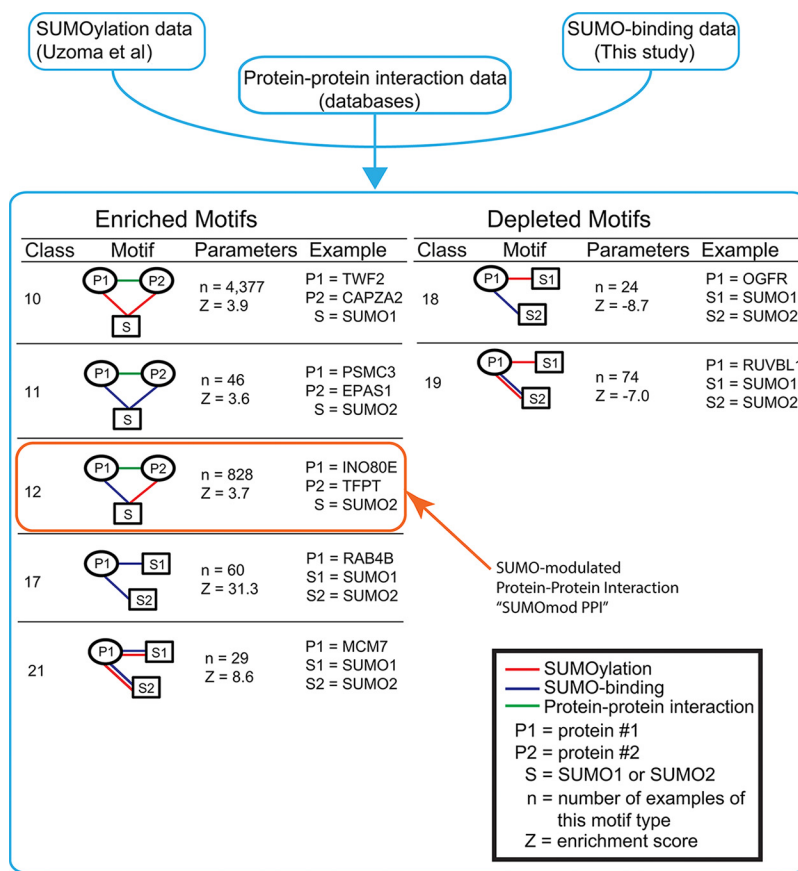 SUMOylation data
(Uzoma et al)
Protein-protein interaction data
(databases)
SUMO-binding data
(This study)
Enriched Motifs
Class Motif Parameters Example
10 P1 P2 S n = 4,377 Z = 3.9 P1 = TWF2
P2 = CAPZA2
S = SUMO1
11 P1 P2 S n = 46 Z = 3.6 P1 = PSMC3
P2 = EPAS1
S = SUMO2
12 P1 P2 S n = 828 Z = 3.7 P1 = INO80E
P2 = TFPT
S = SUMO2
17 P1 S1 S2 n = 60 Z = 31.3 P1 = RAB4B
S1 = SUMO1
S2 = SUMO2
21 P1 S1 S2 n = 29 Z = 8.6 P1 = MCM7
S1 = SUMO1
S2 = SUMO2
Depleted Motifs
Class Motif Parameters Example
18 P1 S1 S2 n = 24 Z = -8.7 P1 = OGFR
S1 = SUMO1
S2 = SUMO2
19 P1 S1 S2 n = 74 Z = -7.0 P1 = RUVBL1
S1 = SUMO1
S2 = SUMO2
SUMO-modulated
Protein-Protein Interaction
“SUMOmod PPI”
SUMOylation
SUMO-binding
Protein-protein interaction
P1 = protein #1
P2 = protein #2
S = SUMO1 or SUMO2
n = number of examples of
this motif type
Z = enrichment score